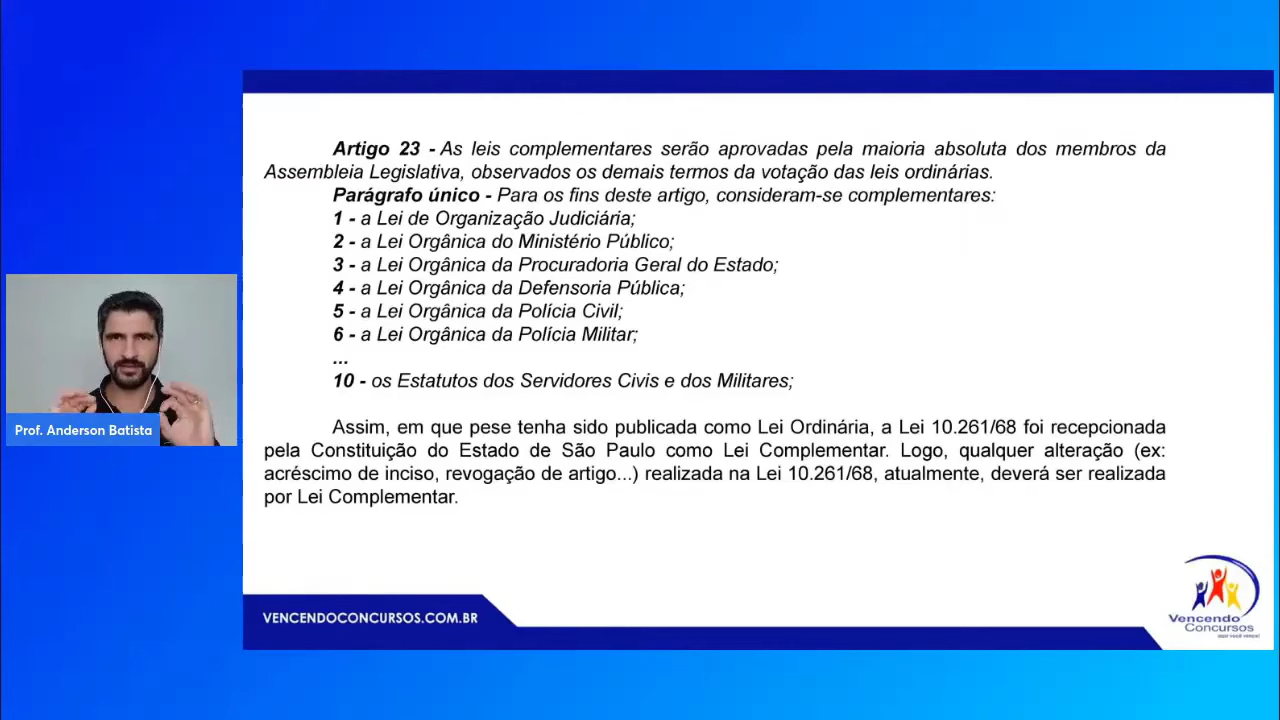 Artigo 23 - As leis complementares serão aprovadas pela maioria absoluta dos membros da
Assembleia Legislativa, observados os demais termos da votação das leis ordinárias.
Parágrafo único - Para os fins deste artigo, consideram-se complementares:
1 - a Lei de Organização Judiciária;
2 - a Lei Orgânica do Ministério Público;
3 - a Lei Orgânica da Procuradoria Geral do Estado;
4 - a Lei Orgânica da Defensoria Pública;
5 - a Lei Orgânica da Polícia Civil;
6 - a Lei Orgânica da Polícia Militar;
...
10 - os Estatutos dos Servidores Civis e dos Militares;
Assim, em que pese tenha sido publicada como Lei Ordinária, a Lei 10.261/68 foi recepcionada
pela Constituição do Estado de São Paulo como Lei Complementar. Logo, qualquer alteração (ex:
acréscimo de inciso, revogação de artigo...) realizada na Lei 10.261/68, atualmente, deverá ser realizada
por Lei Complementar.
Prof. Anderson Batista
VENCENDOCONCURSOS.COM.BR
Vencendo
Concursos
aqui você vence!